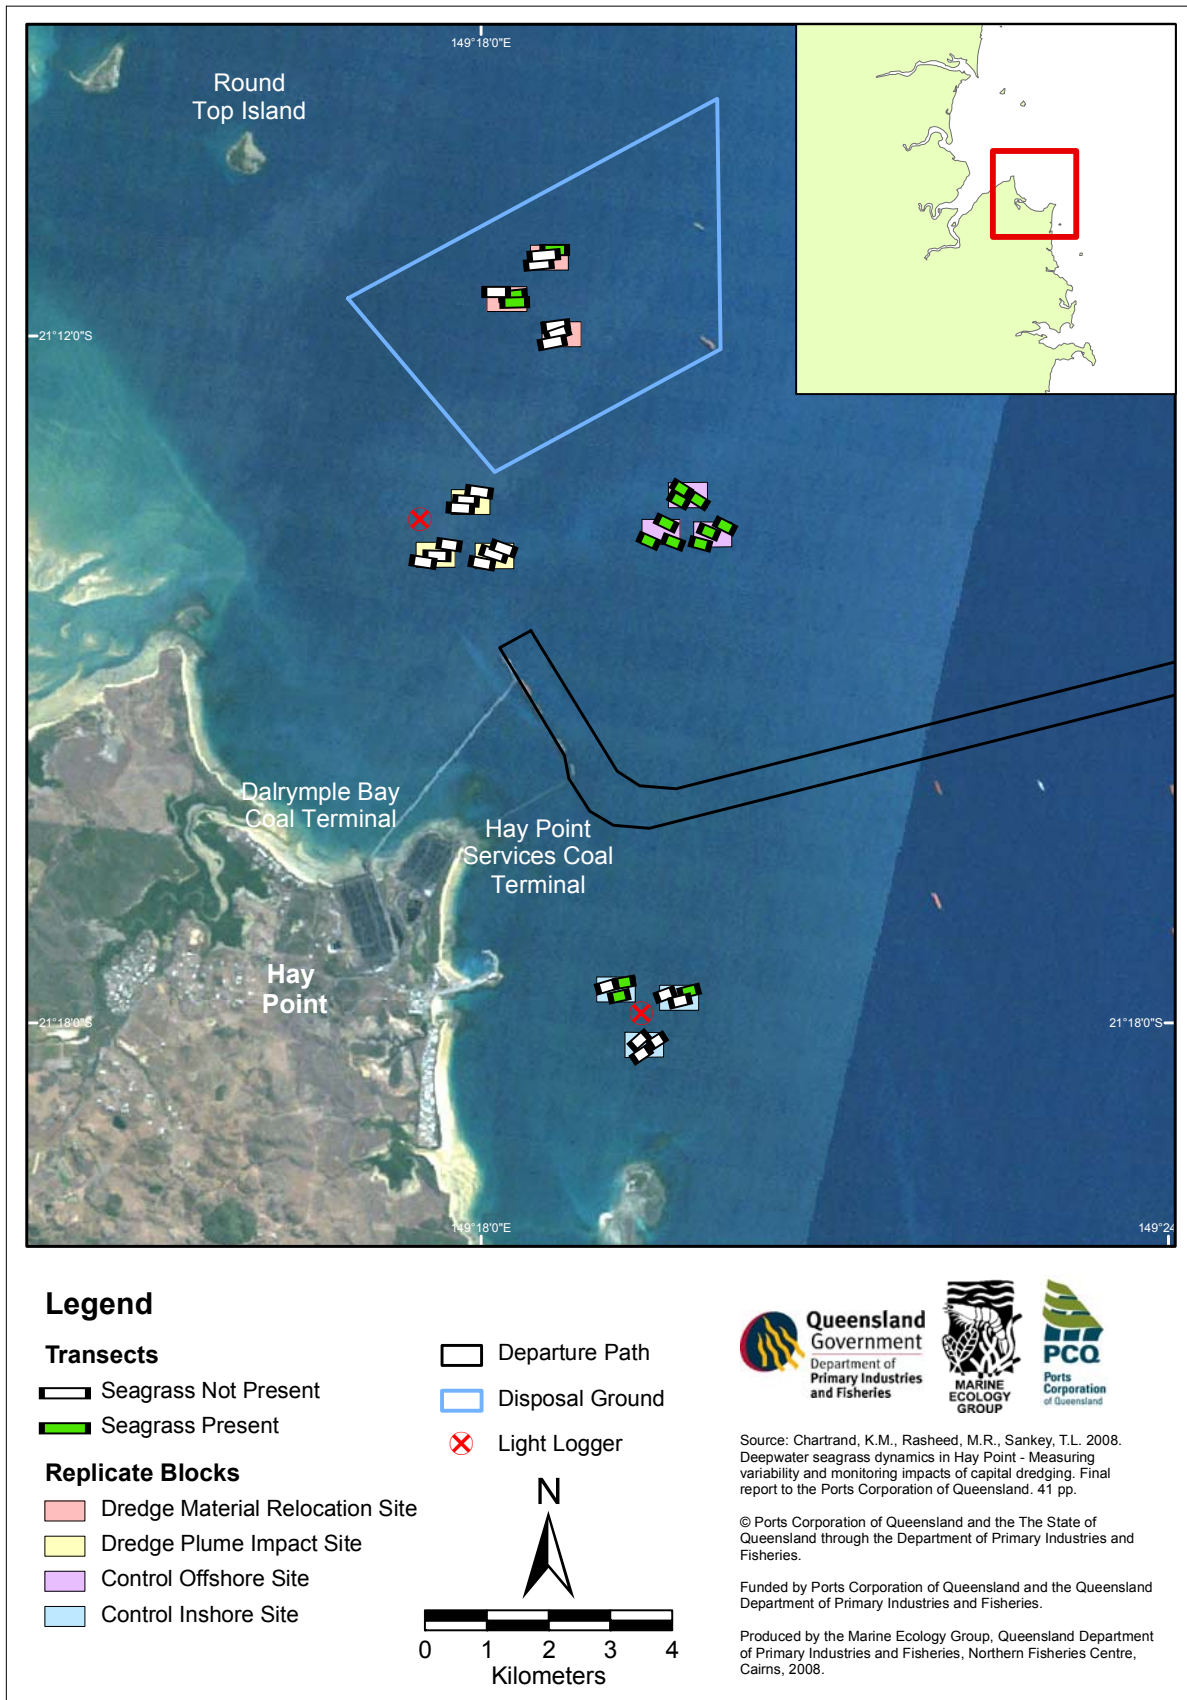 149°18'0"E
Round
Top Island
21°12'0"S
Dalrymple Bay
Coal Terminal
Hay Point
Services Coal
Terminal
Hay
Point
21°18'0"S
21°18'0"S
149°18'0"E
149°24
Legend
Transects
Seagrass Not Present
Seagrass Present
Replicate Blocks
Dredge Material Relocation Site
Dredge Plume Impact Site
Control Offshore Site
Control Inshore Site
Departure Path
Disposal Ground
Light Logger
N
0 1 2 3 4
Kilometers
Queensland
Government
Department of
Primary Industries
and Fisheries
MARINE
ECOLOGY
GROUP
PCQ
Ports
Corporation
of Queensland
Source: Chartrand, K.M., Rasheed, M.R., Sankey, T.L. 2008.
Deepwater seagrass dynamics in Hay Point - Measuring
variability and monitoring impacts of capital dredging. Final
report to the Ports Corporation of Queensland. 41 pp.
© Ports Corporation of Queensland and the The State of
Queensland through the Department of Primary Industries and
Fisheries.
Funded by Ports Corporation of Queensland and the Queensland
Department of Primary Industries and Fisheries.
Produced by the Marine Ecology Group, Queensland Department
of Primary Industries and Fisheries, Northern Fisheries Centre,
Cairns, 2008.